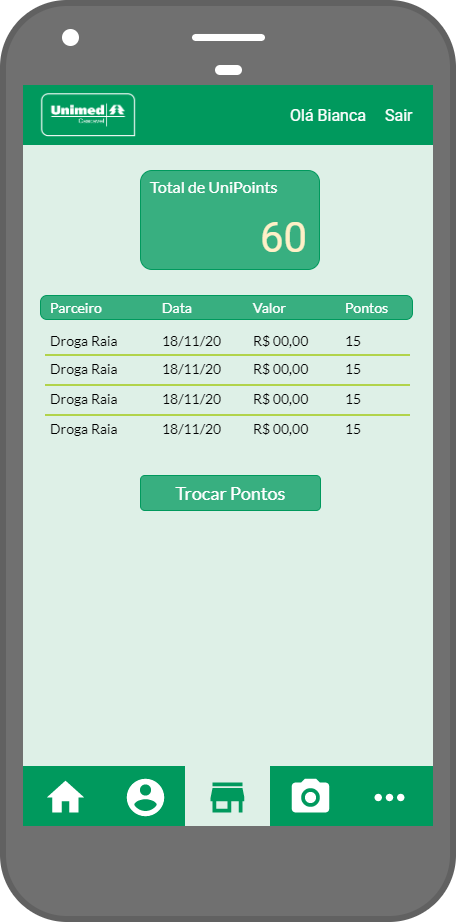 Unimed
Olá Bianca Sair
Total de UniPoints
60
Parceiro Data Valor Pontos
Droga Raia 18/11/20 R$ 00,00 15
Droga Raia 18/11/20 R$ 00,00 15
Droga Raia 18/11/20 R$ 00,00 15
Droga Raia 18/11/20 R$ 00,00 15
Trocar Pontos